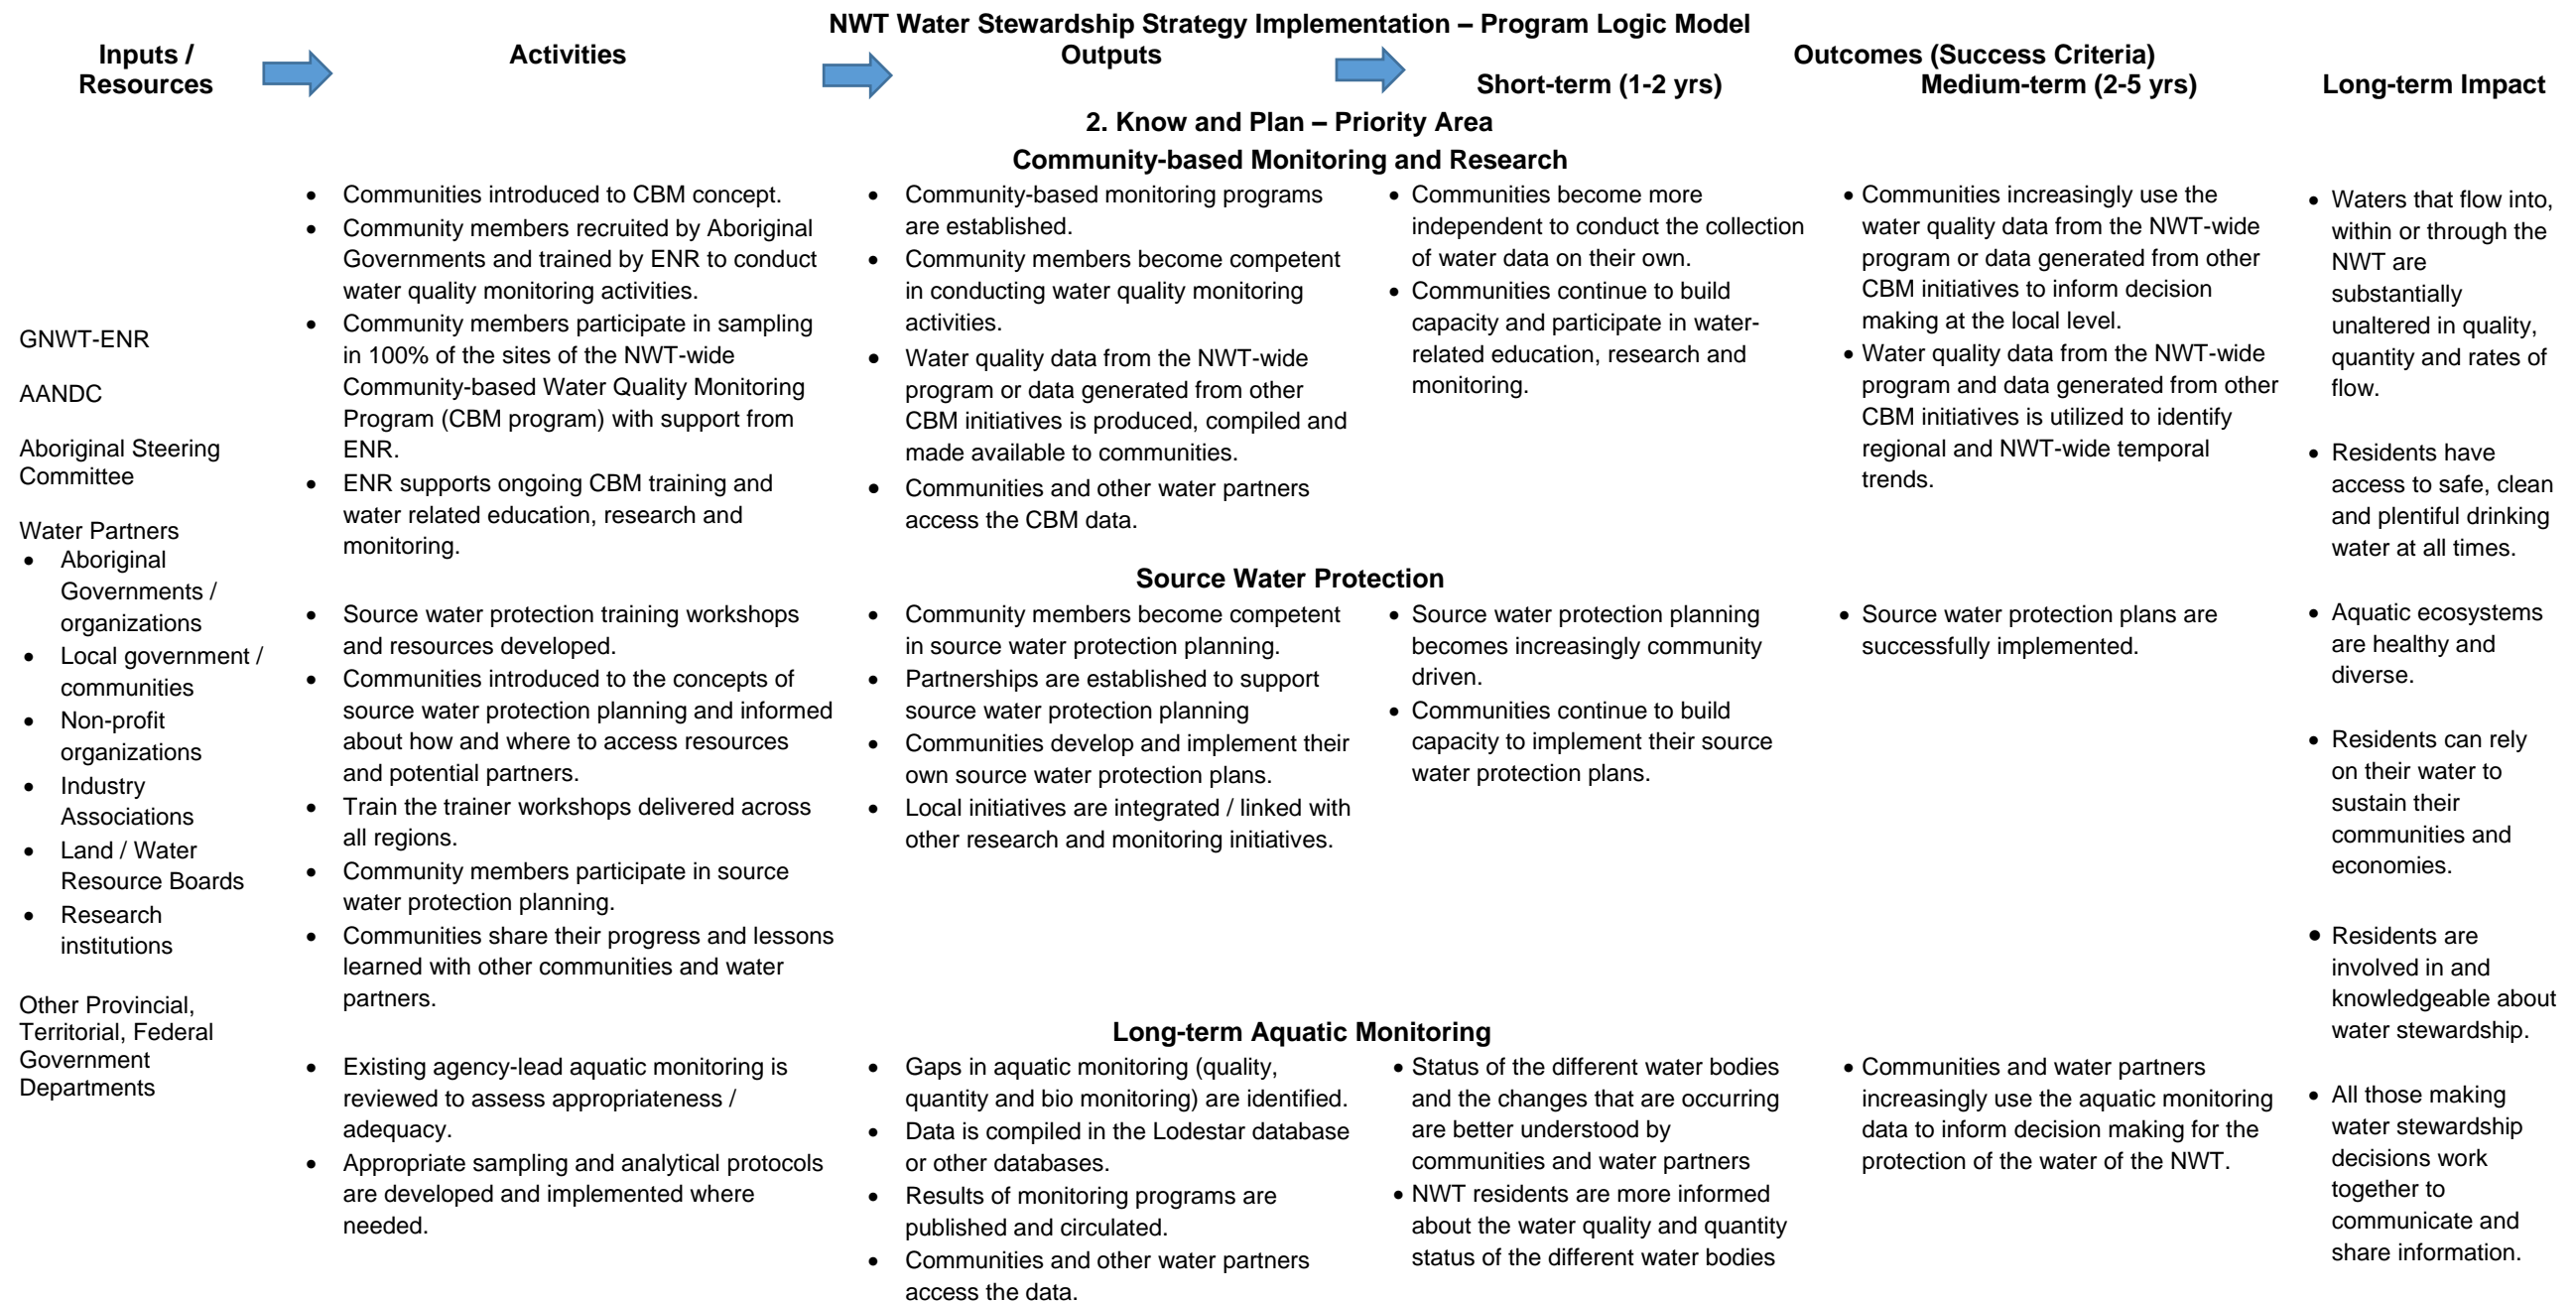 NWT Water Stewardship Strategy Implementation – Program Logic Model
Inputs /
Resources
Activities
Outputs
Outcomes (Success Criteria)
Short-term (1-2 yrs)
Medium-term (2-5 yrs)
Long-term Impact
2. Know and Plan – Priority Area
GNWT-ENR
AANDC
Aboriginal Steering
Committee
Water Partners
• Aboriginal
Governments /
organizations
• Local government /
communities
• Non-profit
organizations
• Industry
Associations
• Land / Water
Resource Boards
• Research
institutions
Other Provincial,
Territorial, Federal
Government
Departments
Community-based Monitoring and Research
• Communities introduced to CBM concept.
• Community members recruited by Aboriginal
Governments and trained by ENR to conduct
water quality monitoring activities.
• Community members participate in sampling
in 100% of the sites of the NWT-wide
Community-based Water Quality Monitoring
Program (CBM program) with support from
ENR.
• ENR supports ongoing CBM training and
water related education, research and
monitoring.
• Community-based monitoring programs
are established.
• Community members become competent
in conducting water quality monitoring
activities.
• Water quality data from the NWT-wide
program or data generated from other
CBM initiatives is produced, compiled and
made available to communities.
• Communities and other water partners
access the CBM data.
• Communities become more
independent to conduct the collection
of water data on their own.
• Communities continue to build
capacity and participate in water-
related education, research and
monitoring.
• Communities increasingly use the
water quality data from the NWT-wide
program or data generated from other
CBM initiatives to inform decision
making at the local level.
• Water quality data from the NWT-wide
program and data generated from other
CBM initiatives is utilized to identify
regional and NWT-wide temporal
trends.
Source Water Protection
• Source water protection training workshops
and resources developed.
• Communities introduced to the concepts of
source water protection planning and informed
about how and where to access resources
and potential partners.
• Train the trainer workshops delivered across
all regions.
• Community members participate in source
water protection planning.
• Communities share their progress and lessons
learned with other communities and water
partners.
• Community members become competent
in source water protection planning.
• Partnerships are established to support
source water protection planning
• Communities develop and implement their
own source water protection plans.
• Local initiatives are integrated / linked with
other research and monitoring initiatives.
• Source water protection planning
becomes increasingly community
driven.
• Communities continue to build
capacity to implement their source
water protection plans.
• Source water protection plans are
successfully implemented.
Long-term Aquatic Monitoring
• Existing agency-lead aquatic monitoring is
reviewed to assess appropriateness /
adequacy.
• Appropriate sampling and analytical protocols
are developed and implemented where
needed.
• Gaps in aquatic monitoring (quality,
quantity and bio monitoring) are identified.
• Data is compiled in the Lodestar database
or other databases.
• Results of monitoring programs are
published and circulated.
• Communities and other water partners
access the data.
• Status of the different water bodies
and the changes that are occurring
are better understood by
communities and water partners
• NWT residents are more informed
about the water quality and quantity
status of the different water bodies
• Communities and water partners
increasingly use the aquatic monitoring
data to inform decision making for the
protection of the water of the NWT.
• Waters that flow into,
within or through the
NWT are
substantially
unaltered in quality,
quantity and rates of
flow.
• Residents have
access to safe, clean
and plentiful drinking
water at all times.
• Aquatic ecosystems
are healthy and
diverse.
• Residents can rely
on their water to
sustain their
communities and
economies.
• Residents are
involved in and
knowledgeable about
water stewardship.
• All those making
water stewardship
decisions work
together to
communicate and
share information.